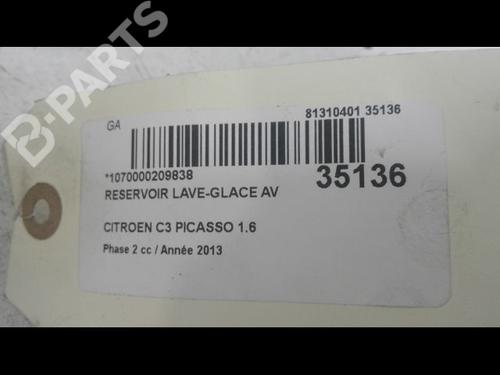 B-PARTS
GA
81310401 35136
*1070000209838
35136
RESERVOIR LAVE-GLACE AV
CITROEN C3 PICASSO 1.6
Phase 2 cc / Année 2013